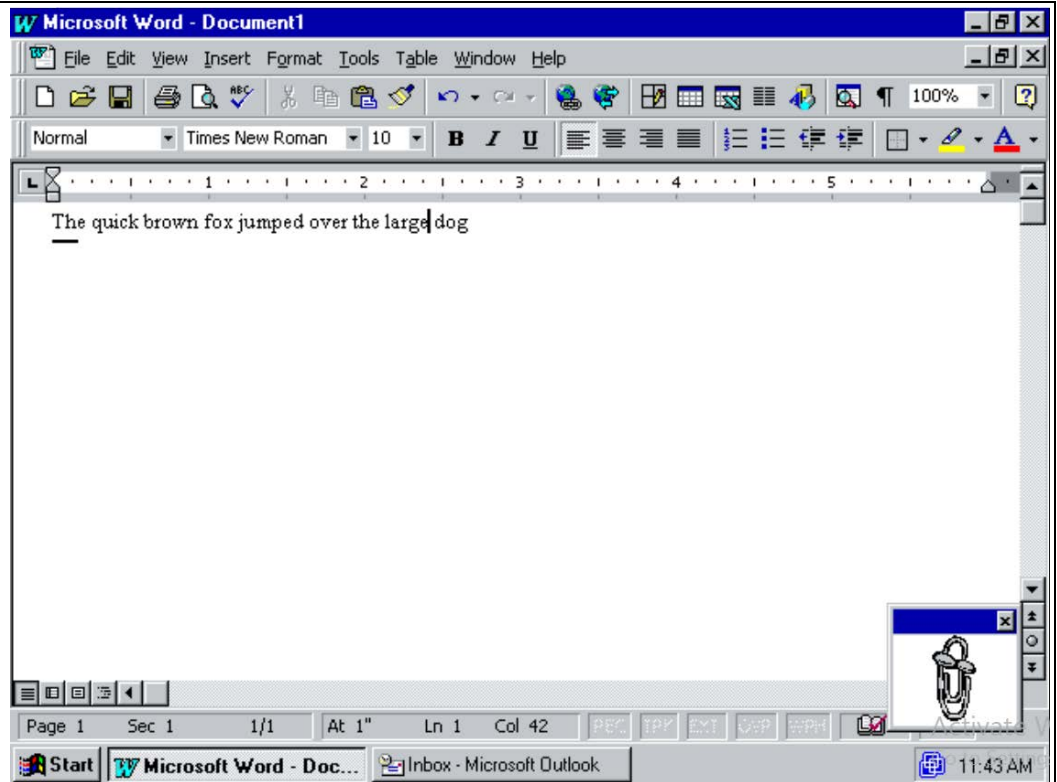 Microsoft Word - Document1
File Edit View Insert Format Tools Table Window Help
ABC 100%
Normal Times New Roman 10 B I U A
1 2 3 4 5
The quick brown fox jumped over the large dog
Page 1 Sec 1 1/1 At 1" Ln 1 Col 42 REC TRK EXT OVR WPH
Activate
Start Microsoft Word - Doc... Inbox - Microsoft Outlook 11:43 AM